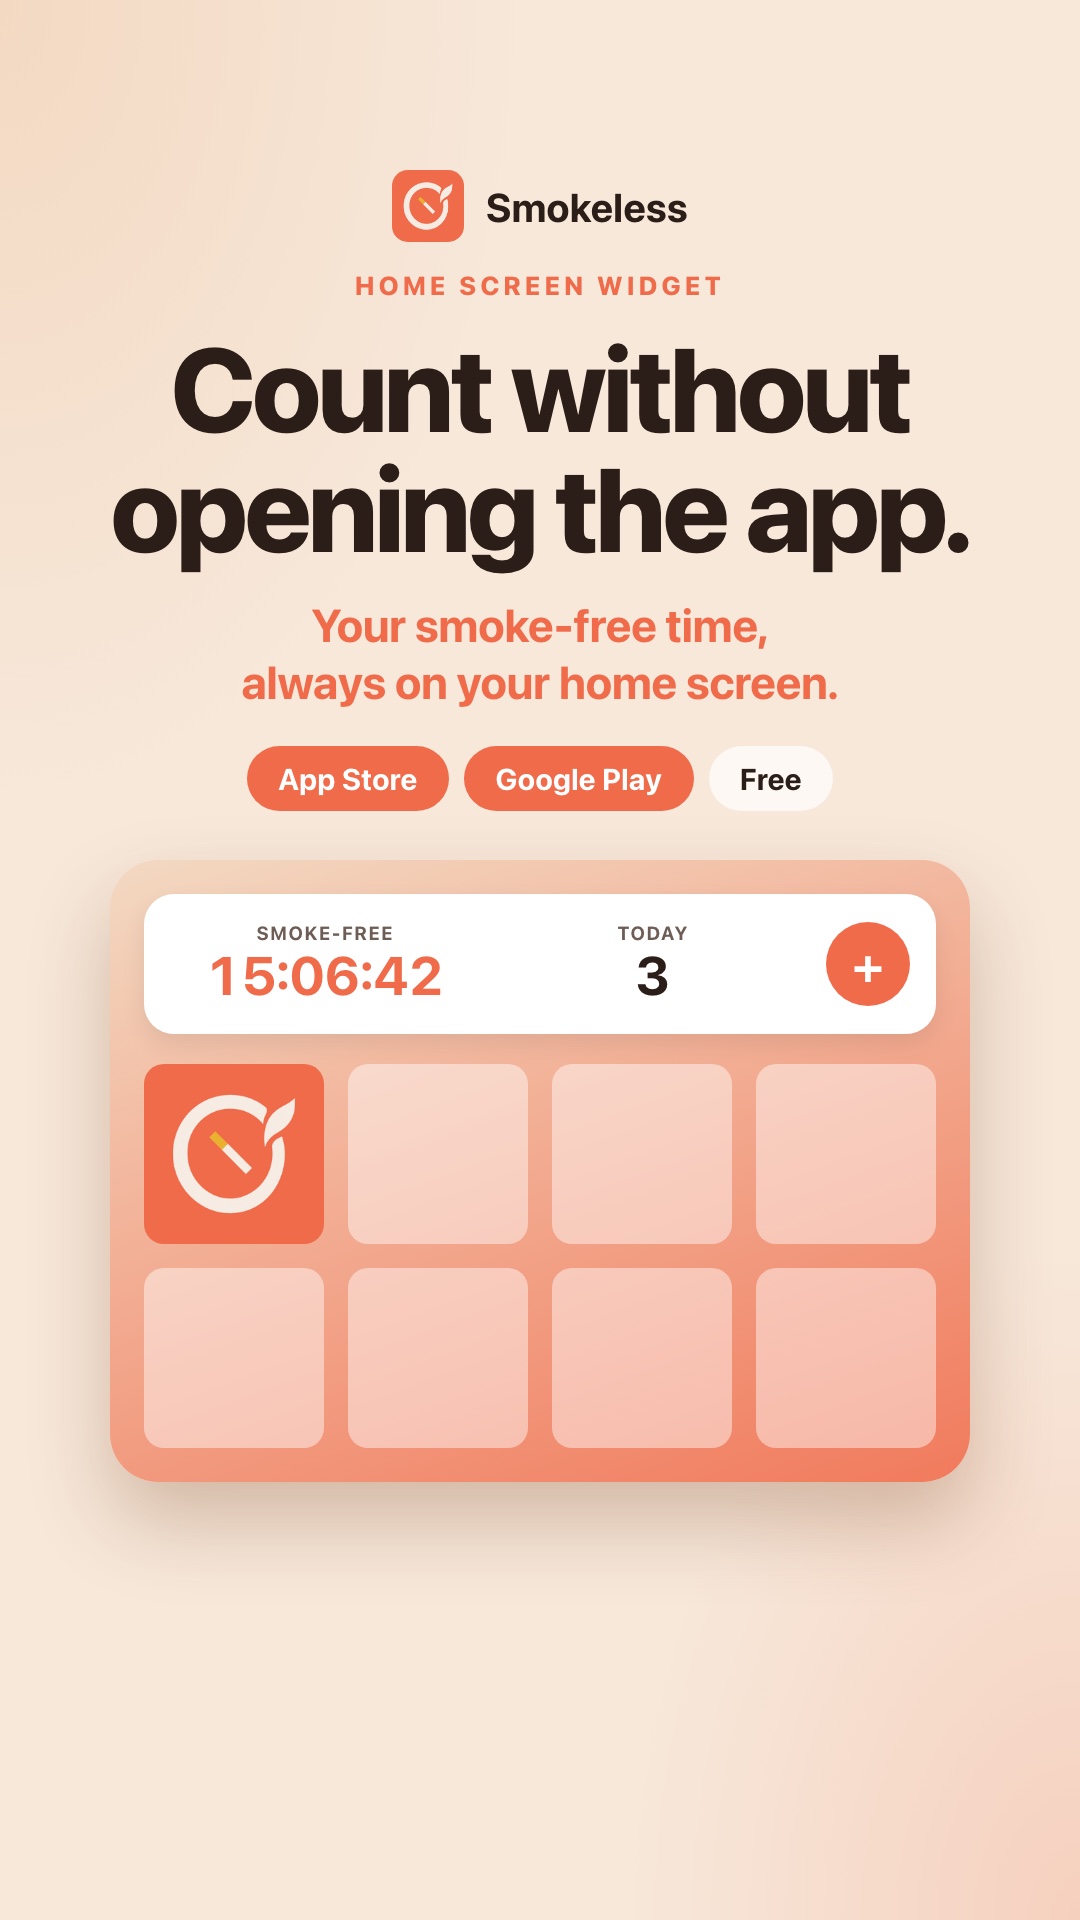 Smokeless
HOME SCREEN WIDGET
Count without
opening the app.
Your smoke-free time,
always on your home screen.
App Store
Google Play
Free
SMOKE-FREE
15:06:42
TODAY
3
+